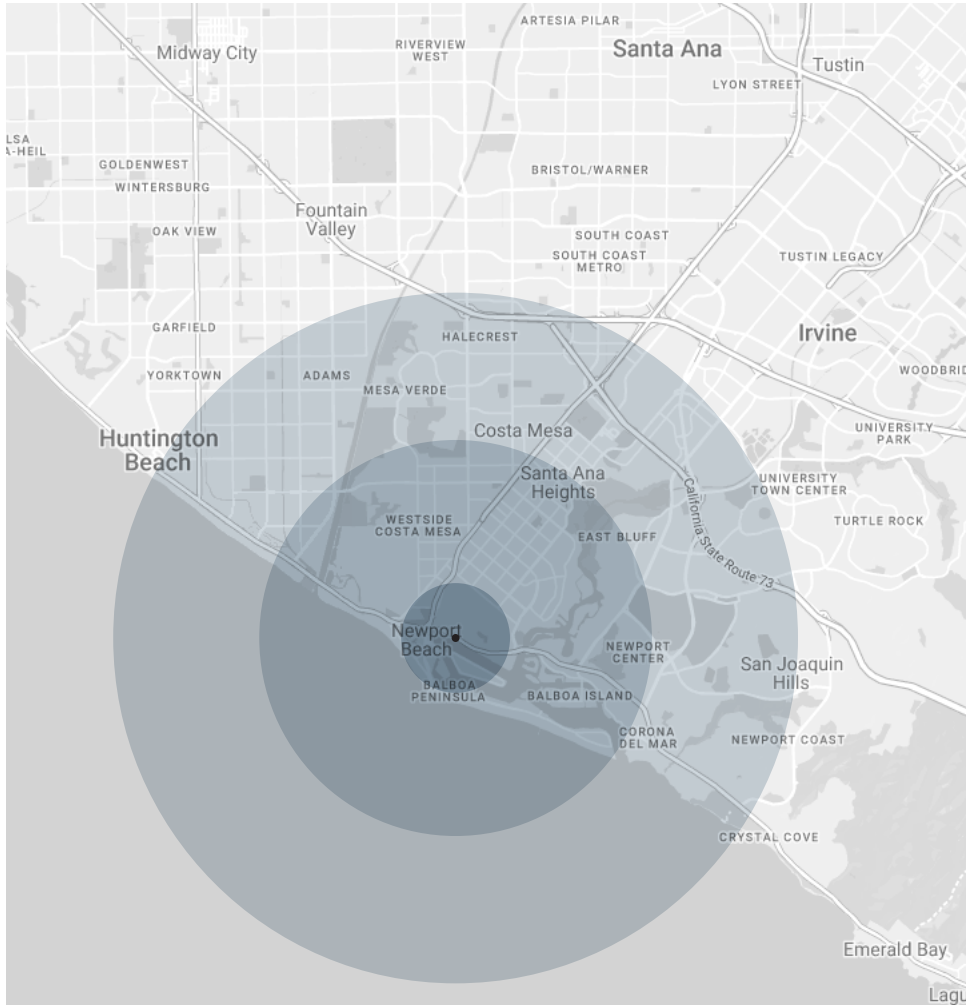 ARTESIA PILAR
Midway City
RIVERVIEW
WEST
Santa Ana
Tustin
LYON STREET
LSA
A-HEIL
GOLDENWEST
WINTERSBURG
BRISTOL/WARNER
Fountain
Valley
OAK VIEW
SOUTH COAST
SOUTH COAST
METRO
TUSTIN LEGACY
GARFIELD
HALECREST
Irvine
YORKTOWN
ADAMS
MESA VERDE
WOODBRID
Huntington
Beach
Costa Mesa
UNIVERSITY
PARK
Santa Ana
Heights
UNIVERSITY
TOWN CENTER
WESTSIDE
COSTA MESA
EAST BLUFF
TURTLE ROCK
California State Route 73
Newport
Beach
NEWPORT
CENTER
San Joaquin
Hills
BALBOA
PENINSULA
BALBOA ISLAND
CORONA
DEL MAR
NEWPORT COAST
CRYSTAL COVE
Emerald Bay
Lagu